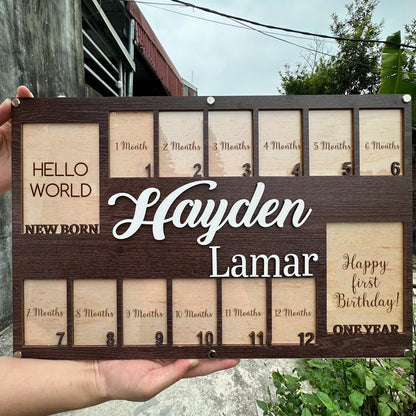 HELLO
WORLD
NEW BORN
1 Months
1
2 Months
2
3 Months
3
4 Months
4
5 Months
5
6 Months
6
Hayden
Lamar
7 Months
7
8 Months
8
9 Months
9
10 Months
10
11 Months
11
12 Months
12
Happy
first
Birthday!
ONE YEAR